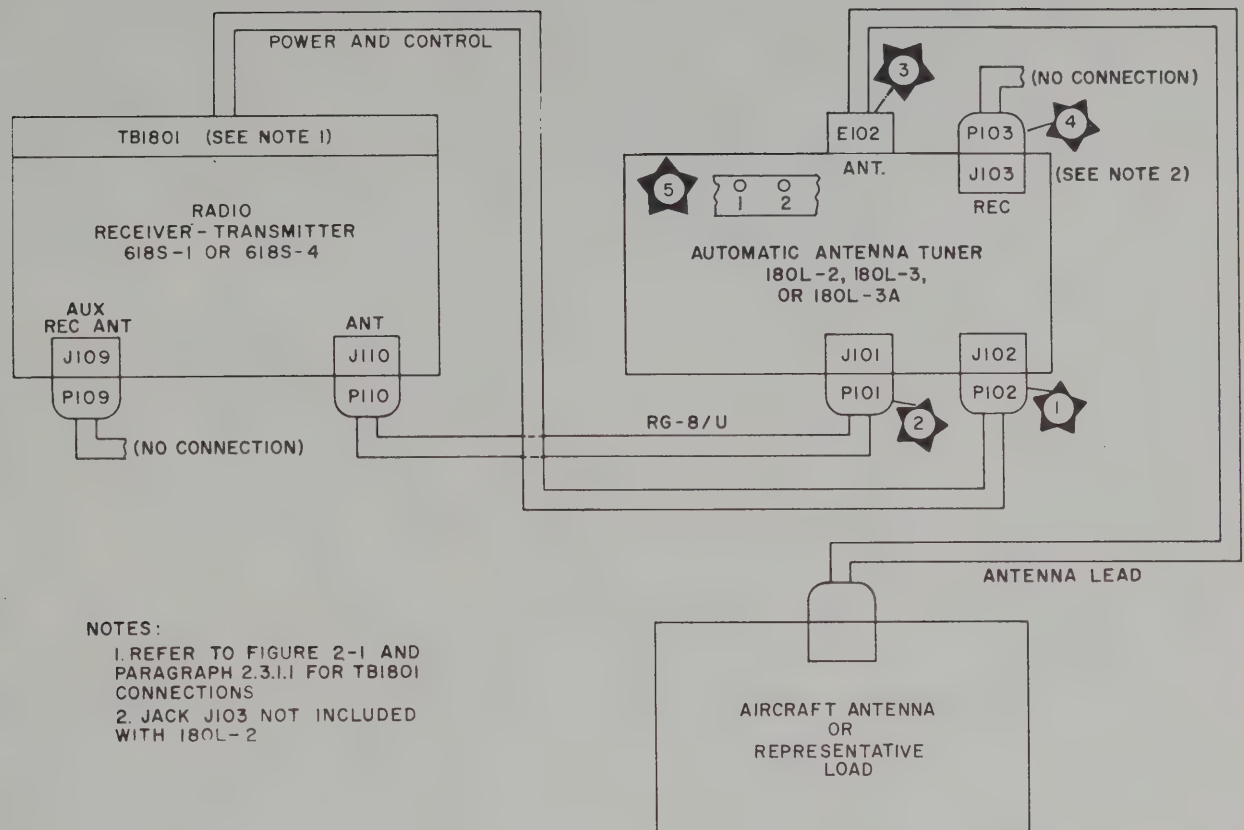 POWER AND CONTROL
TB1801 (SEE NOTE 1)
RADIO
RECEIVER-TRANSMITTER
618S-1 OR 618S-4
AUX
REC ANT
J109
P109
(NO CONNECTION)
ANT
J110
P110
RG-8/U
3
E102
ANT.
(NO CONNECTION)
P103
4
J103
(SEE NOTE 2)
REC
5
1 2
AUTOMATIC ANTENNA TUNER
180L-2, 180L-3,
OR 180L-3A
J101
P101
2
J102
P102
1
ANTENNA LEAD
AIRCRAFT ANTENNA
OR
REPRESENTATIVE
LOAD
NOTES:
1. REFER TO FIGURE 2-1 AND
PARAGRAPH 2.3.1.1 FOR TB1801
CONNECTIONS
2. JACK J103 NOT INCLUDED
WITH 180L-2